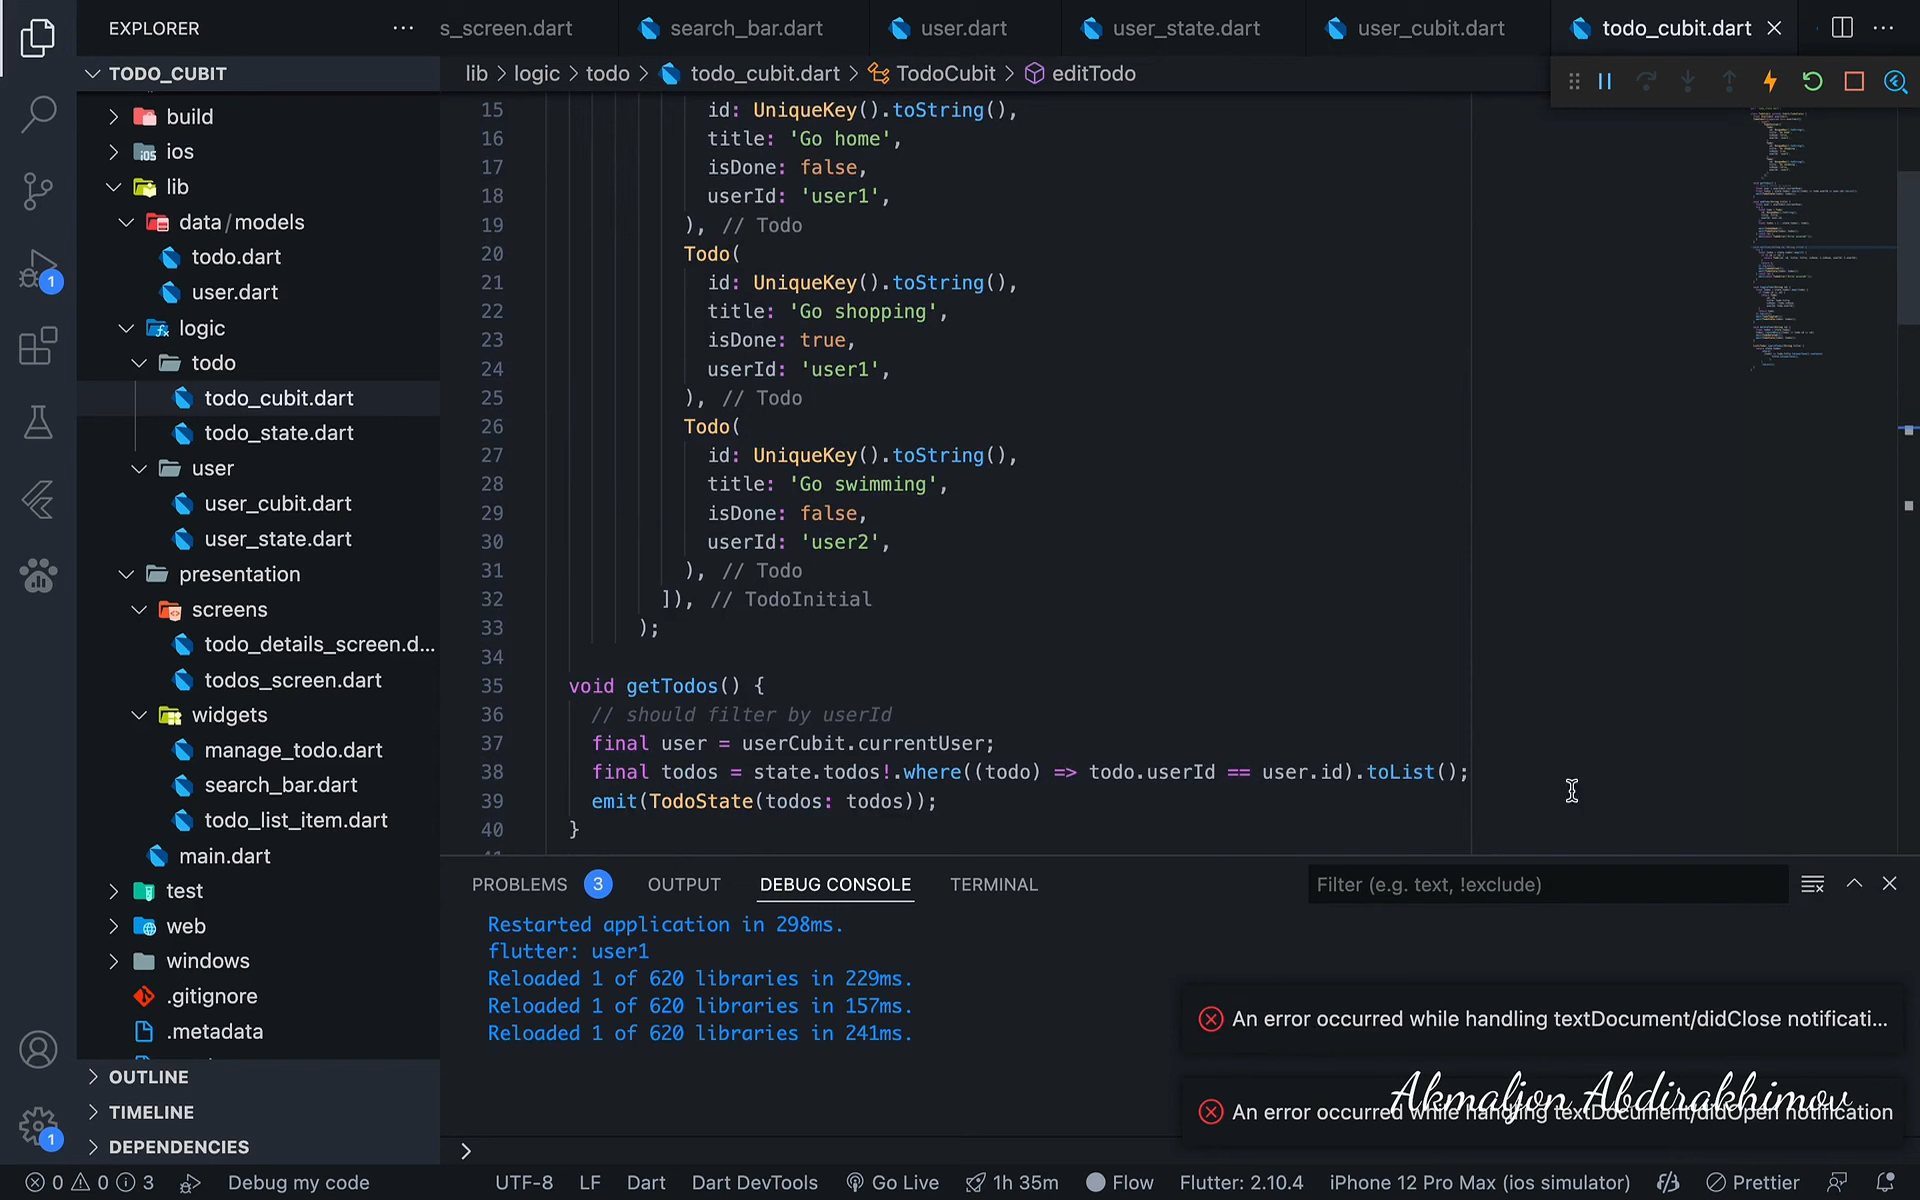 EXPLORER
s_screen.dart
search_bar.dart
user.dart
user_state.dart
user_cubit.dart
todo_cubit.dart
TODO_CUBIT
build
ios
lib
data/models
todo.dart
user.dart
logic
todo
todo_cubit.dart
todo_state.dart
user
user_cubit.dart
user_state.dart
presentation
screens
todo_details_screen.d...
todos_screen.dart
widgets
manage_todo.dart
search_bar.dart
todo_list_item.dart
main.dart
test
web
windows
.gitignore
.metadata
OUTLINE
TIMELINE
DEPENDENCIES
1
1
lib > logic > todo > todo_cubit.dart > TodoCubit > editTodo
15 id: UniqueKey().toString(),
16 title: 'Go home',
17 isDone: false,
18 userId: 'user1',
19 ), // Todo
20 Todo(
21 id: UniqueKey().toString(),
22 title: 'Go shopping',
23 isDone: true,
24 userId: 'user1',
25 ), // Todo
26 Todo(
27 id: UniqueKey().toString(),
28 title: 'Go swimming',
29 isDone: false,
30 userId: 'user2',
31 ), // Todo
32 ]), // TodoInitial
33 );
34
35 void getTodos() {
36 // should filter by userId
37 final user = userCubit.currentUser;
38 final todos = state.todos!.where((todo) => todo.userId == user.id).toList();
39 emit(TodoState(todos: todos));
40 }
PROBLEMS 3 OUTPUT DEBUG CONSOLE TERMINAL
Filter (e.g. text, !exclude)
Restarted application in 298ms.
flutter: user1
Reloaded 1 of 620 libraries in 229ms.
Reloaded 1 of 620 libraries in 157ms.
Reloaded 1 of 620 libraries in 241ms.
An error occurred while handling textDocument/didClose notificati...
Akmaljon Abdirakhimov
An error occurred while handling textDocument/didOpen notification
0 0 3 Debug my code UTF-8 LF Dart Dart DevTools Go Live 1h 35m Flow Flutter: 2.10.4 iPhone 12 Pro Max (ios simulator) Prettier